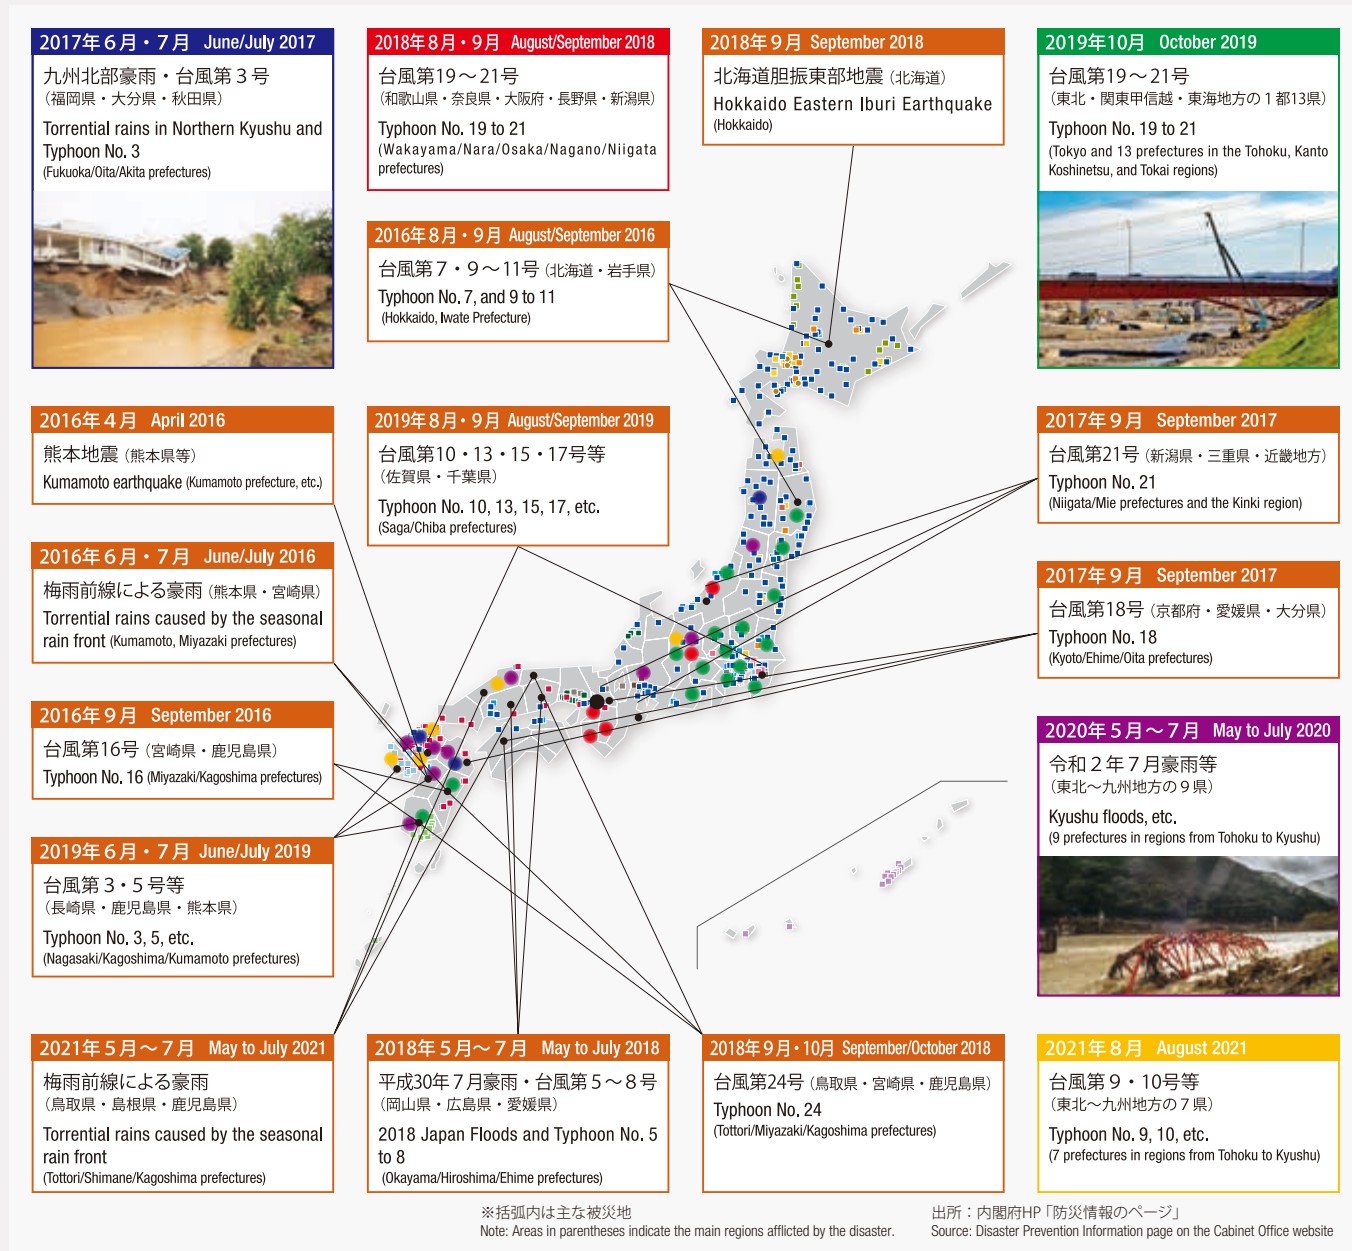 2017年6月・7月 June/July 2017
九州北部豪雨・台風第3号
（福岡県・大分県・秋田県）
Torrential rains in Northern Kyushu and
Typhoon No. 3
(Fukuoka/Oita/Akita prefectures)
2018年8月・9月 August/September 2018
台風第19～21号
（和歌山県・奈良県・大阪府・長野県・新潟県）
Typhoon No. 19 to 21
(Wakayama/Nara/Osaka/Nagano/Niigata
prefectures)
2018年9月 September 2018
北海道胆振東部地震（北海道）
Hokkaido Eastern Iburi Earthquake
(Hokkaido)
2019年10月 October 2019
台風第19～21号
（東北・関東甲信越・東海地方の1都13県）
Typhoon No. 19 to 21
(Tokyo and 13 prefectures in the Tohoku, Kanto
Koshinetsu, and Tokai regions)
2016年8月・9月 August/September 2016
台風第7・9～11号（北海道・岩手県）
Typhoon No. 7, and 9 to 11
(Hokkaido, Iwate Prefecture)
2016年4月 April 2016
熊本地震（熊本県等）
Kumamoto earthquake (Kumamoto prefecture, etc.)
2019年8月・9月 August/September 2019
台風第10・13・15・17号等
（佐賀県・千葉県）
Typhoon No. 10, 13, 15, 17, etc.
(Saga/Chiba prefectures)
2017年9月 September 2017
台風第21号（新潟県・三重県・近畿地方）
Typhoon No. 21
(Niigata/Mie prefectures and the Kinki region)
2016年6月・7月 June/July 2016
梅雨前線による豪雨（熊本県・宮崎県）
Torrential rains caused by the seasonal
rain front (Kumamoto, Miyazaki prefectures)
2017年9月 September 2017
台風第18号（京都府・愛媛県・大分県）
Typhoon No. 18
(Kyoto/Ehime/Oita prefectures)
2016年9月 September 2016
台風第16号（宮崎県・鹿児島県）
Typhoon No. 16 (Miyazaki/Kagoshima prefectures)
2020年5月～7月 May to July 2020
令和2年7月豪雨等
（東北～九州地方の9県）
Kyushu floods, etc.
(9 prefectures in regions from Tohoku to Kyushu)
2019年6月・7月 June/July 2019
台風第3・5号等
（長崎県・鹿児島県・熊本県）
Typhoon No. 3, 5, etc.
(Nagasaki/Kagoshima/Kumamoto prefectures)
2021年5月～7月 May to July 2021
梅雨前線による豪雨
（鳥取県・島根県・鹿児島県）
Torrential rains caused by the seasonal
rain front
(Tottori/Shimane/Kagoshima prefectures)
2018年5月～7月 May to July 2018
平成30年7月豪雨・台風第5～8号
（岡山県・広島県・愛媛県）
2018 Japan Floods and Typhoon No. 5
to 8
(Okayama/Hiroshima/Ehime prefectures)
2018年9月・10月 September/October 2018
台風第24号（鳥取県・宮崎県・鹿児島県）
Typhoon No. 24
(Tottori/Miyazaki/Kagoshima prefectures)
2021年8月 August 2021
台風第9・10号等
（東北～九州地方の7県）
Typhoon No. 9, 10, etc.
(7 prefectures in regions from Tohoku to Kyushu)
※括弧内は主な被災地
Note: Areas in parentheses indicate the main regions afflicted by the disaster.
出所：内閣府HP「防災情報のページ」
Source: Disaster Prevention Information page on the Cabinet Office website